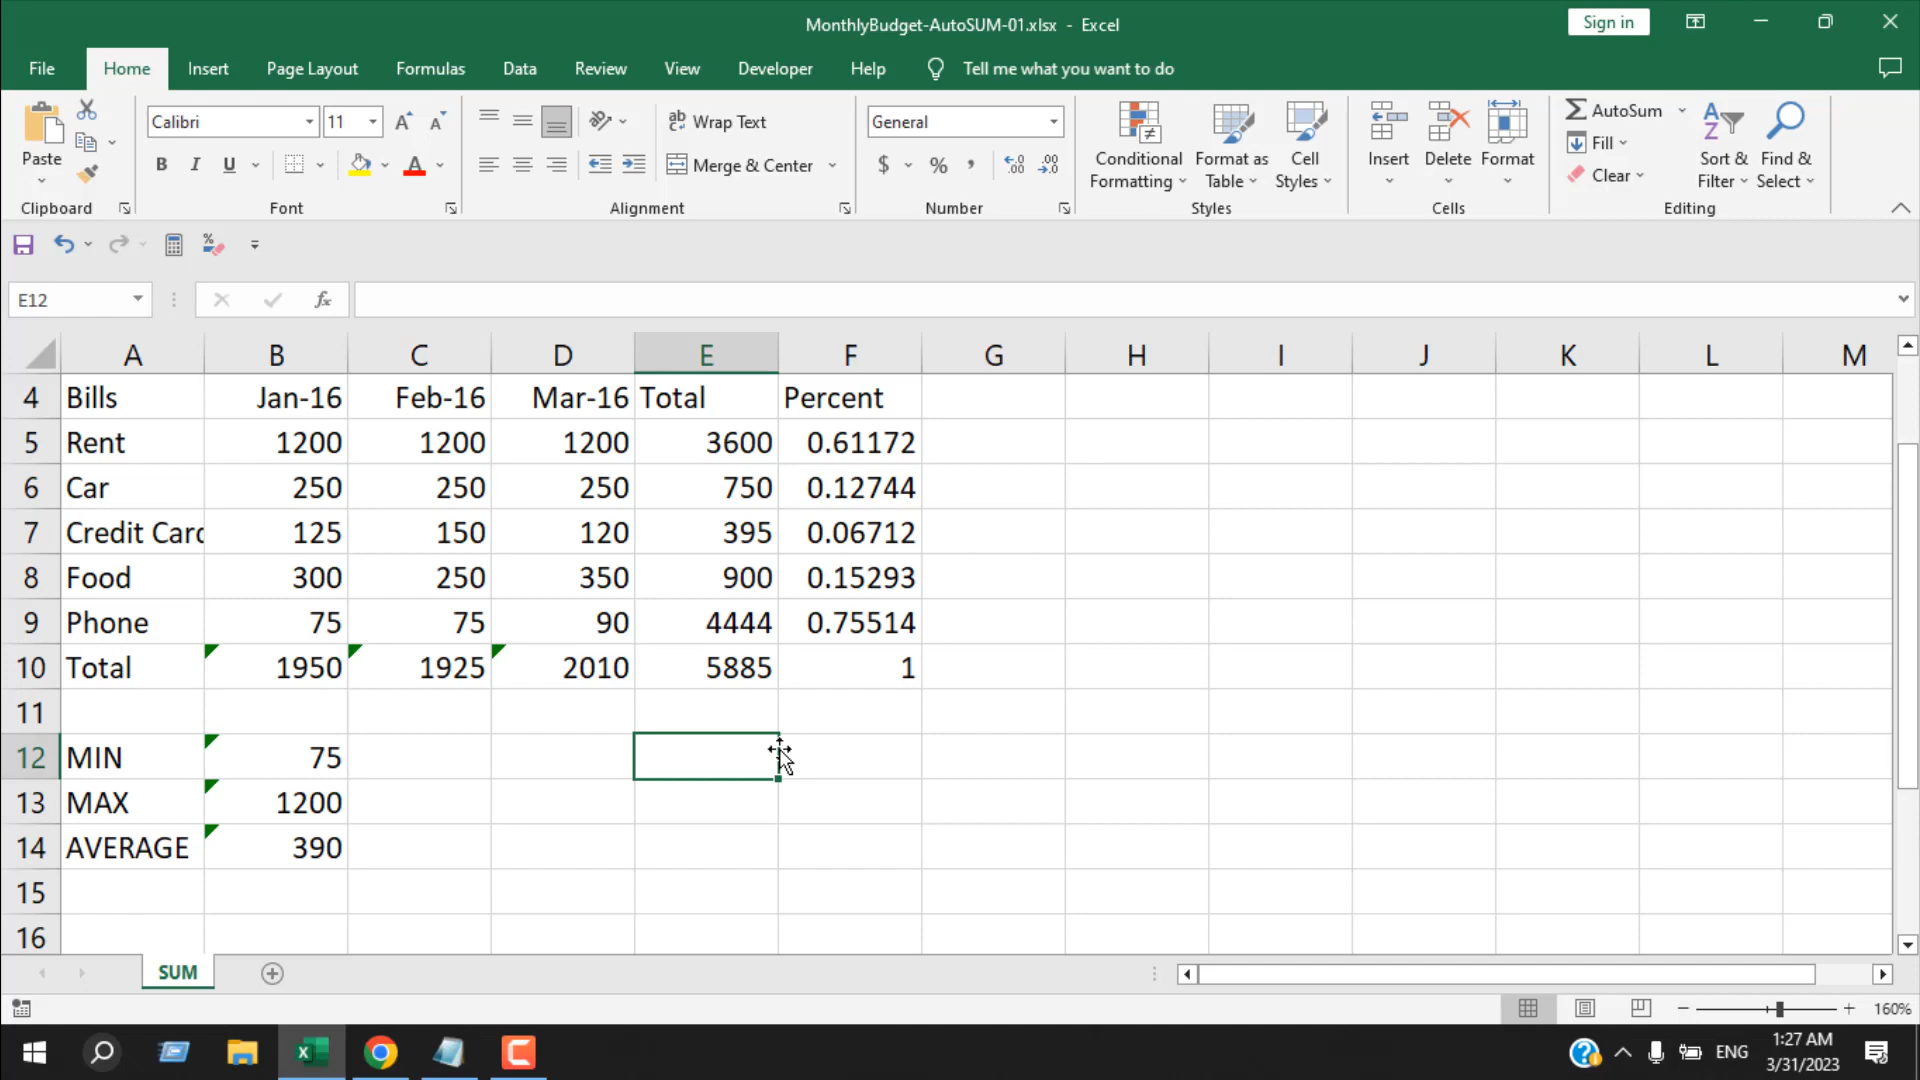 MonthlyBudget-AutoSUM-01.xlsx - Excel
Sign in
File Home Insert Page Layout Formulas Data Review View Developer Help Tell me what you want to do
Paste
Clipboard
Calibri 11
B I U A
Font
ab Wrap Text
Merge & Center
Alignment
General
$ % , .00
Number
Conditional Formatting
Format as Table
Cell Styles
Styles
Insert Delete Format
Cells
AutoSum
Fill
Clear
Sort & Filter
Find & Select
Editing
E12 fx
A B C D E F G H I J K L M
4 Bills Jan-16 Feb-16 Mar-16 Total Percent
5 Rent 1200 1200 1200 3600 0.61172
6 Car 250 250 250 750 0.12744
7 Credit Card 125 150 120 395 0.06712
8 Food 300 250 350 900 0.15293
9 Phone 75 75 90 4444 0.75514
10 Total 1950 1925 2010 5885 1
11
12 MIN 75
13 MAX 1200
14 AVERAGE 390
15
16
SUM
160%
ENG
1:27 AM
3/31/2023